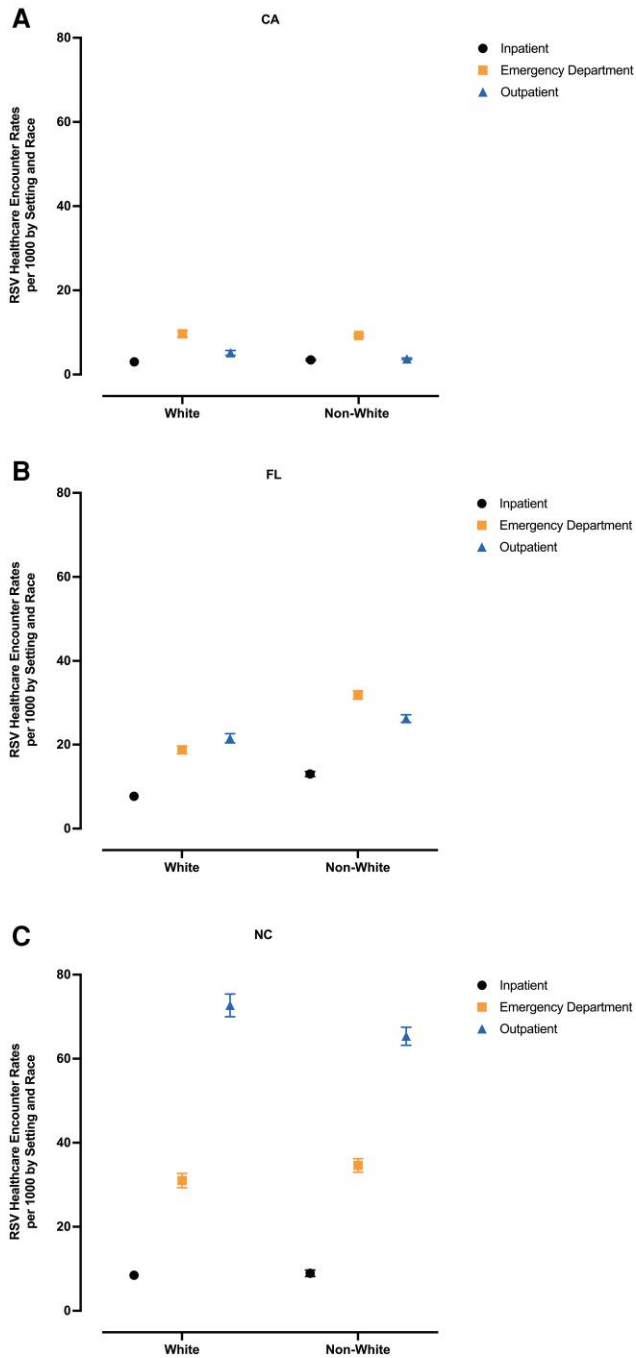 A
CA
RSV Healthcare Encounter Rates
per 1000 by Setting and Race
80
60
40
20
0
White
Non-White
Inpatient
Emergency Department
Outpatient
B
FL
RSV Healthcare Encounter Rates
per 1000 by Setting and Race
80
60
40
20
0
White
Non-White
Inpatient
Emergency Department
Outpatient
C
NC
RSV Healthcare Encounter Rates
per 1000 by Setting and Race
80
60
40
20
0
White
Non-White
Inpatient
Emergency Department
Outpatient